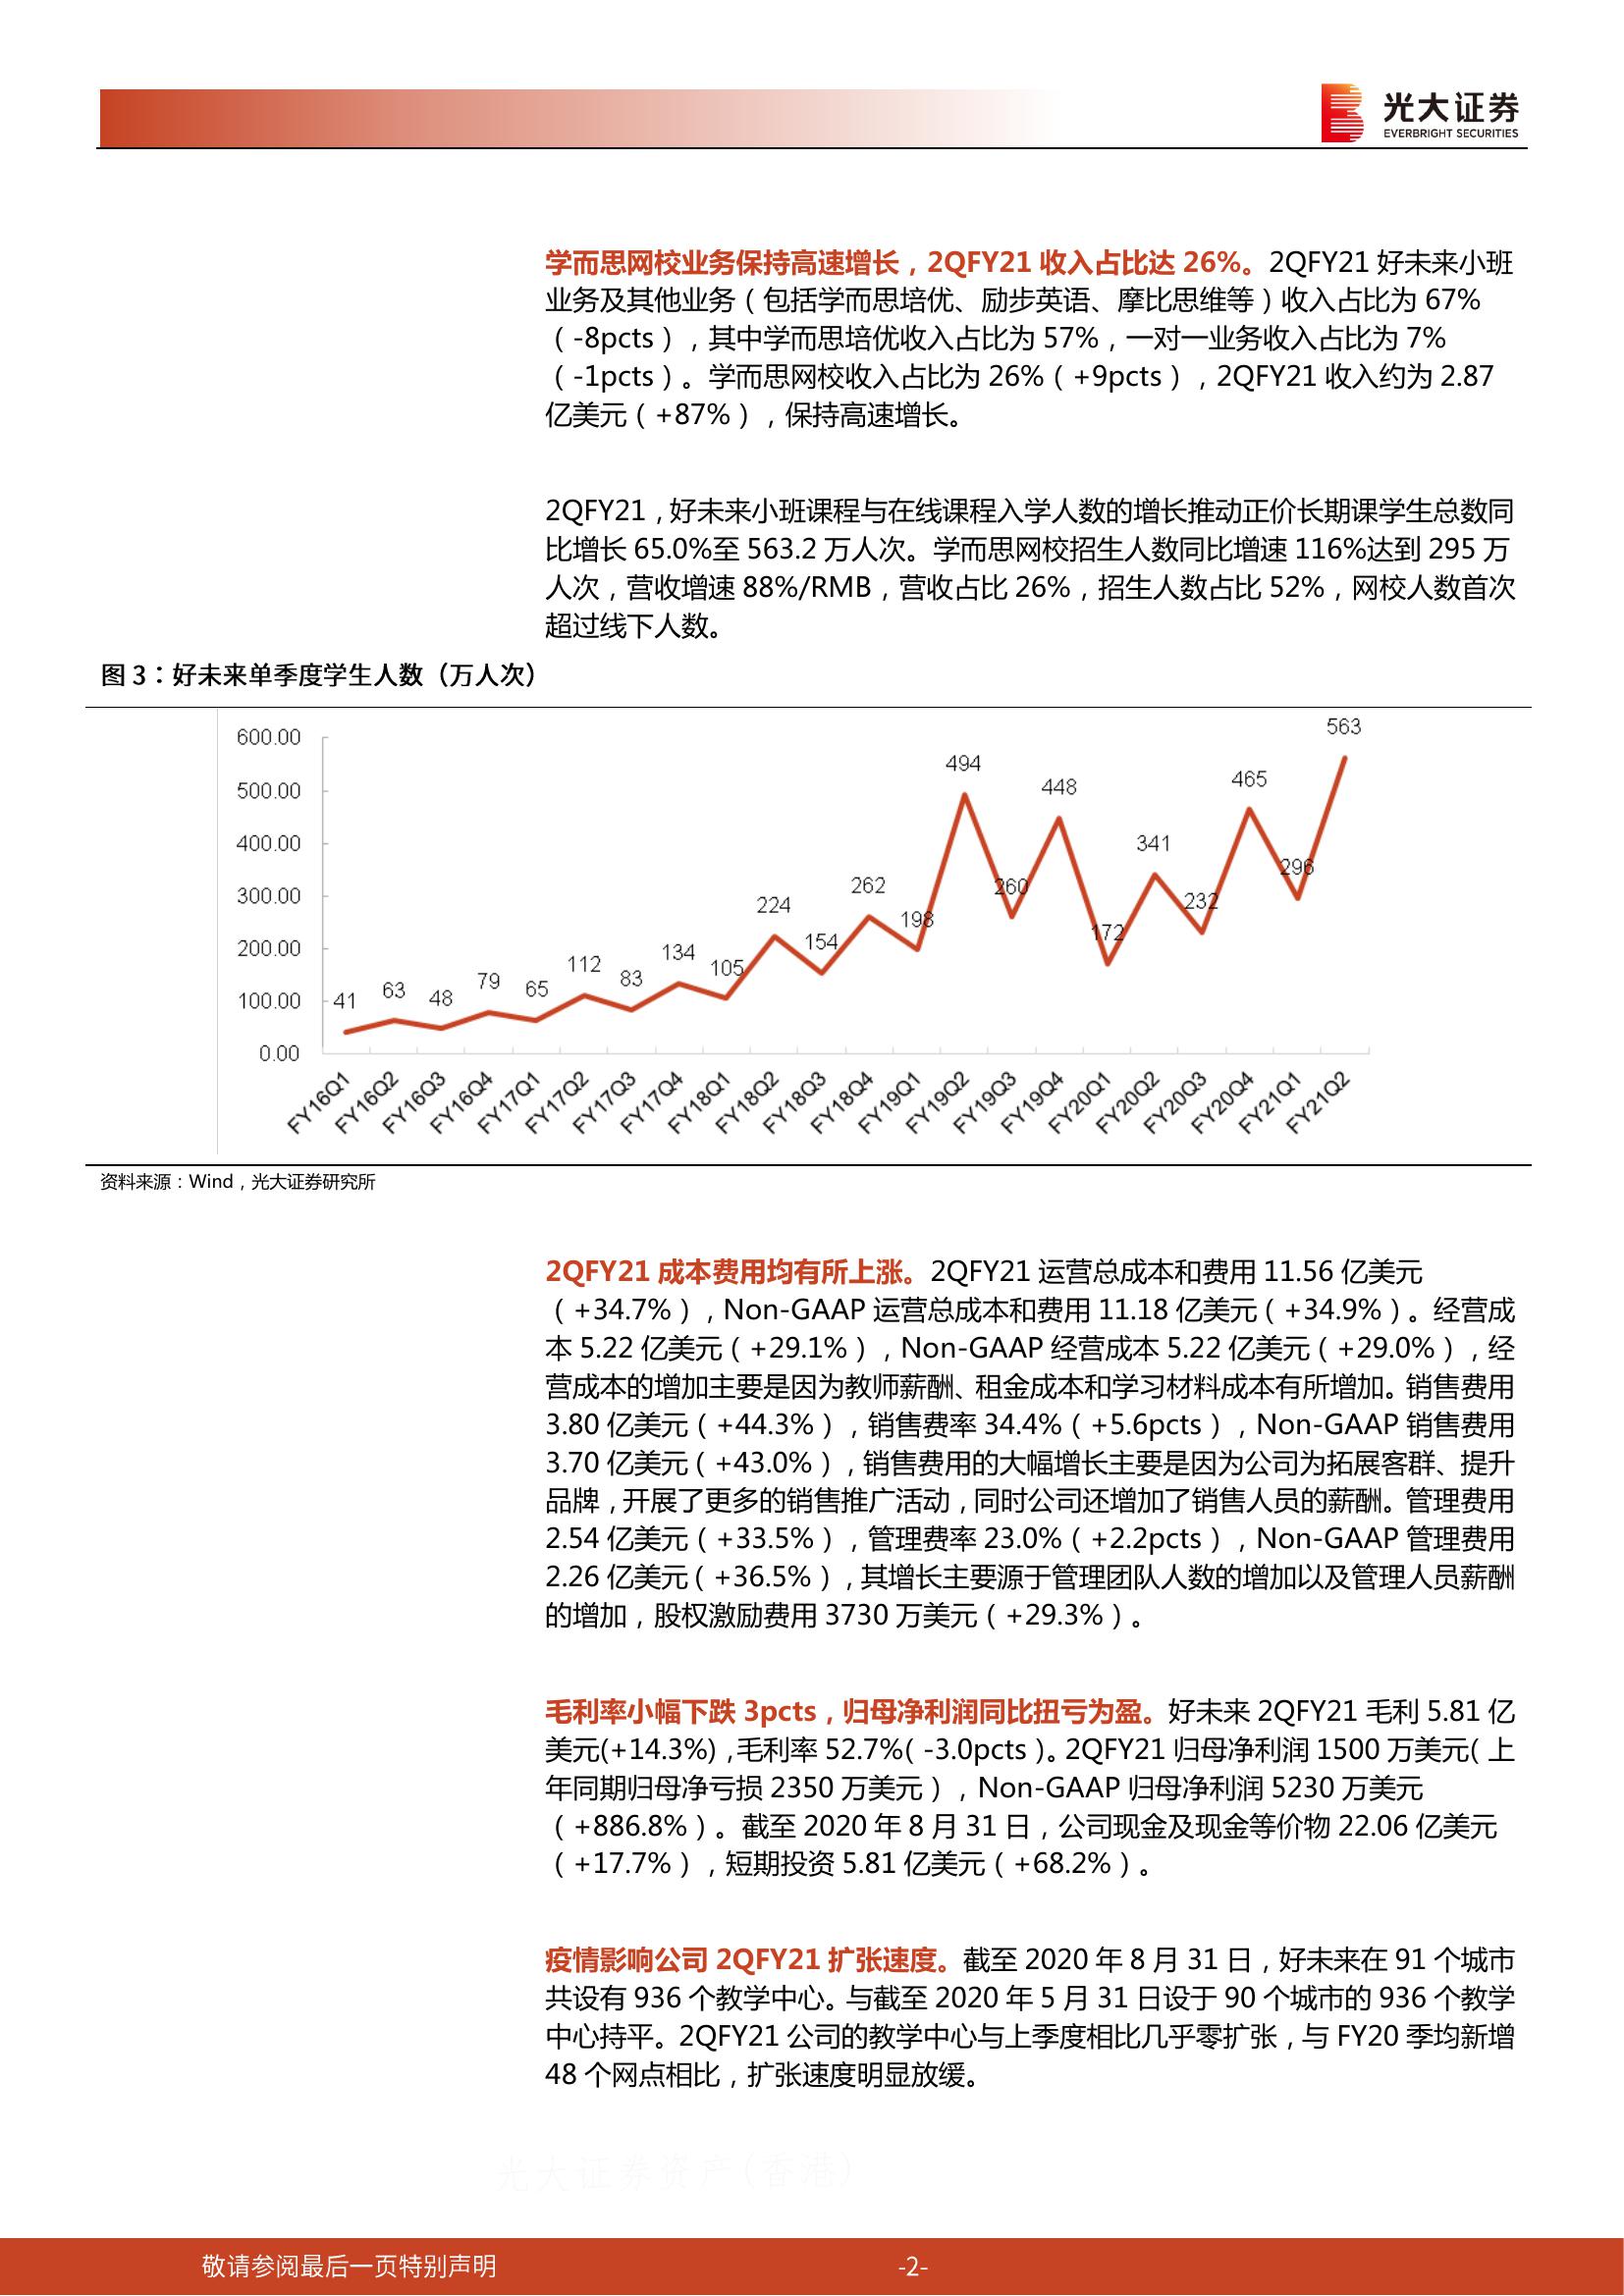 光大证券
EVERBRIGHT SECURITIES
学而思网校业务保持高速增长，2QFY21 收入占比达 26%。2QFY21 好未来小班
业务及其他业务（包括学而思培优、励步英语、摩比思维等）收入占比为 67%
（-8pcts），其中学而思培优收入占比为 57%，一对一业务收入占比为 7%
（-1pcts）。学而思网校收入占比为 26%（+9pcts），2QFY21 收入约为 2.87
亿美元（+87%），保持高速增长。
2QFY21，好未来小班课程与在线课程入学人数的增长推动正价长期课学生总数同
比增长 65.0%至 563.2 万人次。学而思网校招生人数同比增速 116%达到 295 万
人次，营收增速 88%/RMB，营收占比 26%，招生人数占比 52%，网校人数首次
超过线下人数。
图 3：好未来单季度学生人数（万人次）
600.00
500.00
400.00
300.00
200.00
100.00
0.00
41
63
48
79
65
112
83
134
105
224
154
262
198
494
260
448
172
341
232
465
296
563
FY16Q1
FY16Q2
FY16Q3
FY16Q4
FY17Q1
FY17Q2
FY17Q3
FY17Q4
FY18Q1
FY18Q2
FY18Q3
FY18Q4
FY19Q1
FY19Q2
FY19Q3
FY19Q4
FY20Q1
FY20Q2
FY20Q3
FY20Q4
FY21Q1
FY21Q2
资料来源：Wind，光大证券研究所
2QFY21 成本费用均有所上涨。2QFY21 运营总成本和费用 11.56 亿美元
（+34.7%），Non-GAAP 运营总成本和费用 11.18 亿美元（+34.9%）。经营成
本 5.22 亿美元（+29.1%），Non-GAAP 经营成本 5.22 亿美元（+29.0%），经
营成本的增加主要是因为教师薪酬、租金成本和学习材料成本有所增加。销售费用
3.80 亿美元（+44.3%），销售费率 34.4%（+5.6pcts），Non-GAAP 销售费用
3.70 亿美元（+43.0%），销售费用的大幅增长主要是因为公司为拓展客群、提升
品牌，开展了更多的销售推广活动，同时公司还增加了销售人员的薪酬。管理费用
2.54 亿美元（+33.5%），管理费率 23.0%（+2.2pcts），Non-GAAP 管理费用
2.26 亿美元（+36.5%），其增长主要源于管理团队人数的增加以及管理人员薪酬
的增加，股权激励费用 3730 万美元（+29.3%）。
毛利率小幅下跌 3pcts，归母净利润同比扭亏为盈。好未来 2QFY21 毛利 5.81 亿
美元(+14.3%)，毛利率 52.7%（-3.0pcts）。2QFY21 归母净利润 1500 万美元（上
年同期归母净亏损 2350 万美元），Non-GAAP 归母净利润 5230 万美元
（+886.8%）。截至 2020 年 8 月 31 日，公司现金及现金等价物 22.06 亿美元
（+17.7%），短期投资 5.81 亿美元（+68.2%）。
疫情影响公司 2QFY21 扩张速度。截至 2020 年 8 月 31 日，好未来在 91 个城市
共设有 936 个教学中心。与截至 2020 年 5 月 31 日设于 90 个城市的 936 个教学
中心持平。2QFY21 公司的教学中心与上季度相比几乎零扩张，与 FY20 季均新增
48 个网点相比，扩张速度明显放缓。
光大证券资产(香港)
敬请参阅最后一页特别声明
-2-